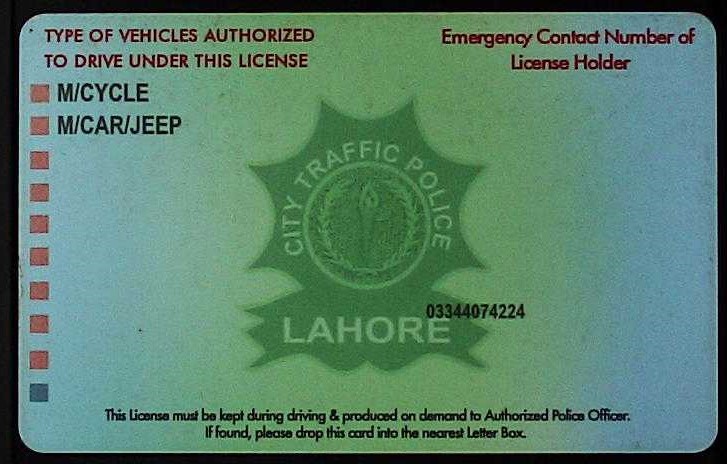 TYPE OF VEHICLES AUTHORIZED
TO DRIVE UNDER THIS LICENSE
Emergency Contact Number of
License Holder
M/CYCLE
M/CAR/JEEP
CITY TRAFFIC POLICE
LAHORE
03344074224
This License must be kept during driving & produced on demand to Authorized Police Officer.
If found, please drop this card into the nearest Letter Box.